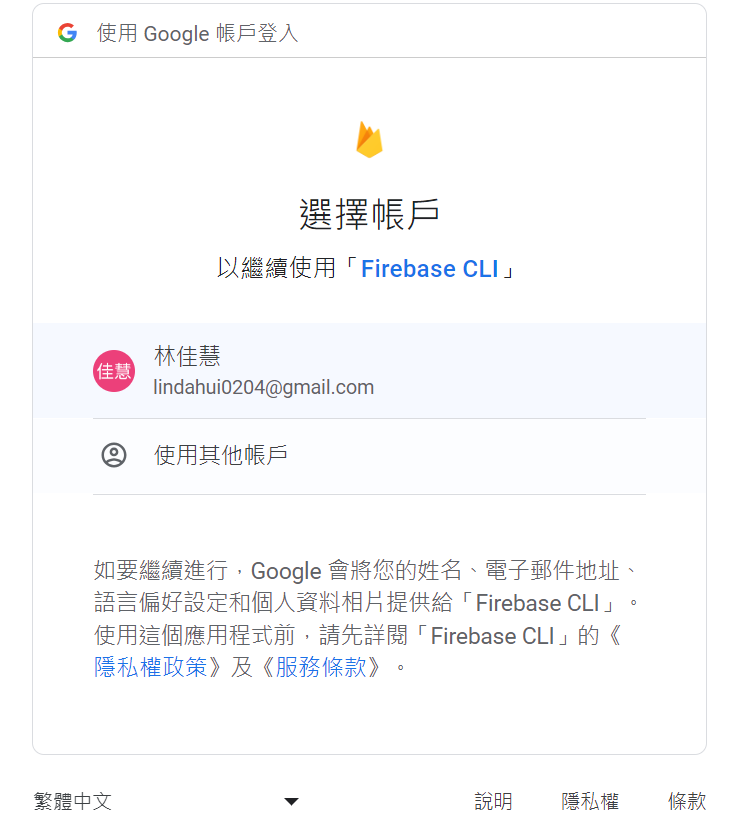 使用 Google 帳戶登入
選擇帳戶
以繼續使用「Firebase CLI」
佳慧
林佳慧
lindahui0204@gmail.com
使用其他帳戶
如要繼續進行，Google 會將您的姓名、電子郵件地址、
語言偏好設定和個人資料相片提供給「Firebase CLI」。
使用這個應用程式前，請先詳閱「Firebase CLI」的《
隱私權政策》及《服務條款》。
繁體中文
說明
隱私權
條款